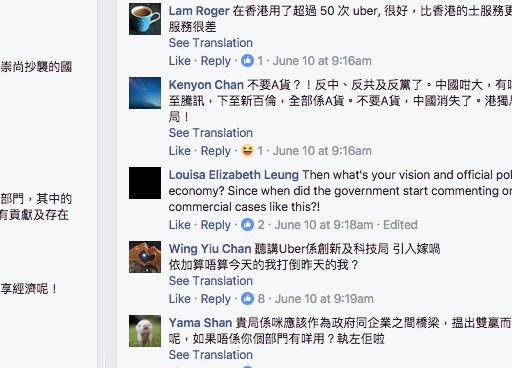 崇尚抄襲的國
部門，其中的
有貢獻及存在
享經濟呢！
Lam Roger 在香港用了超過 50 次 uber, 很好，比香港的士服務更
服務很差
See Translation
Like · Reply · 1 · June 10 at 9:16am
Kenyon Chan 不要A貨？！反中、反共及反黨了。中國咁大，有
至騰訊，下至新百倫，全部係A貨。不要A貨，中國消失了。港獨
局！
See Translation
Like · Reply · 1 · June 10 at 9:16am
Louisa Elizabeth Leung Then what's your vision and official pol
economy? Since when did the government start commenting on
commercial cases like this?!
Like · Reply · 2 · June 10 at 9:18am · Edited
Wing Yiu Chan 聽講Uber係創新及科技局 引入嫁喎
依加算唔算今天的我打倒昨天的我？
See Translation
Like · Reply · 8 · June 10 at 9:19am
Yama Shan 貴局係咪應該作為政府同企業之間橋梁，搵出雙贏而
呢，如果唔係你個部門有咩用？執左佢啦
See Translation